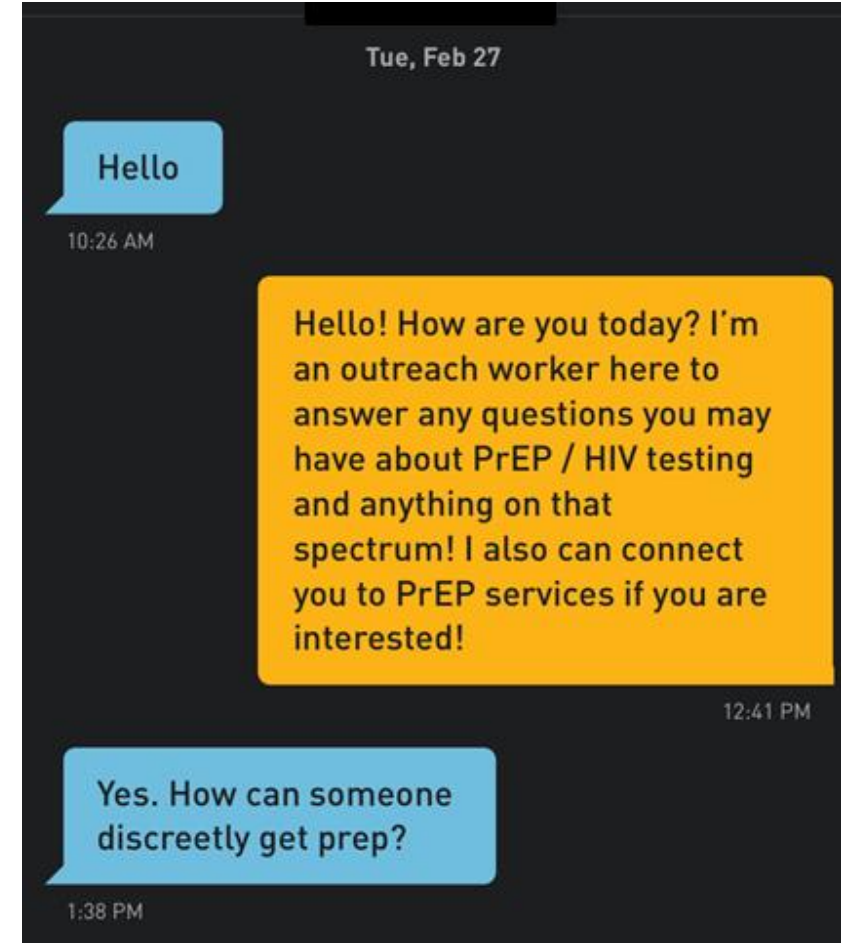 Tue, Feb 27
Hello
10:26 AM
Hello! How are you today? I'm
an outreach worker here to
answer any questions you may
have about PrEP / HIV testing
and anything on that
spectrum! I also can connect
you to PrEP services if you are
interested!
12:41 PM
Yes. How can someone
discreetly get prep?
1:38 PM